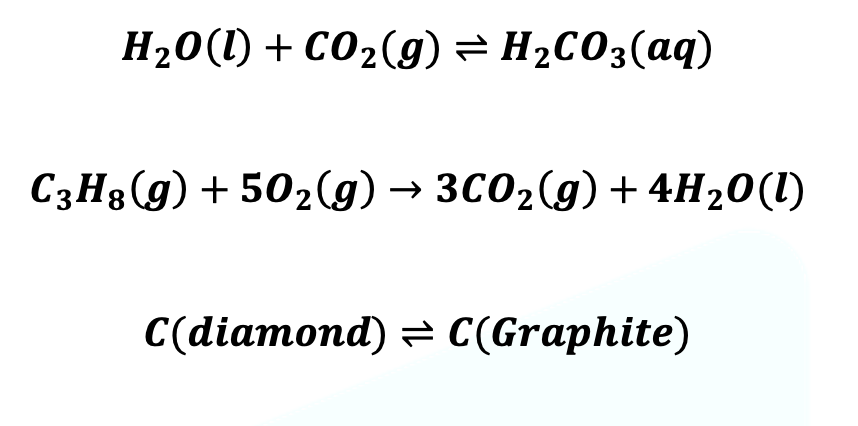 H₂O(l) + CO₂(g) ⇌ H₂CO₃(aq)
C₃H₈(g) + 5O₂(g) → 3CO₂(g) + 4H₂O(l)
C(diamond) ⇌ C(Graphite)